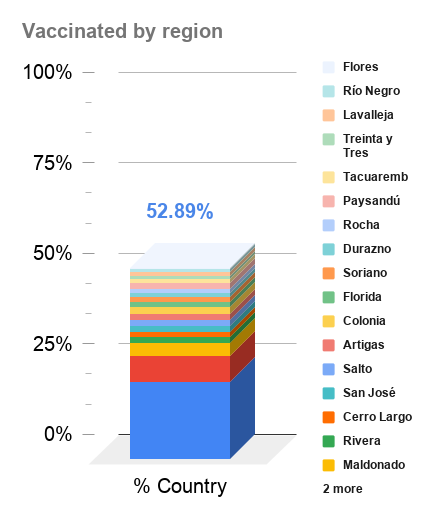 Vaccinated by region
100%
75%
50%
25%
0%
52.89%
% Country
Flores
Río Negro
Lavalleja
Treinta y
Tres
Tacuaremb
Paysandú
Rocha
Durazno
Soriano
Florida
Colonia
Artigas
Salto
San José
Cerro Largo
Rivera
Maldonado
2 more